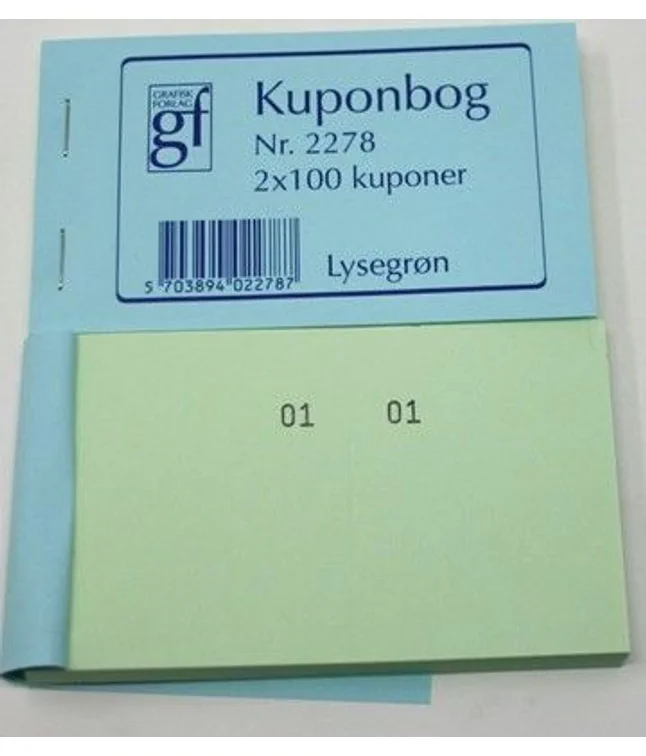 GRAFISK
FORLAG
gf
Kuponbog
Nr. 2278
2x100 kuponer
5 703894 022787
Lysegrøn
01 01